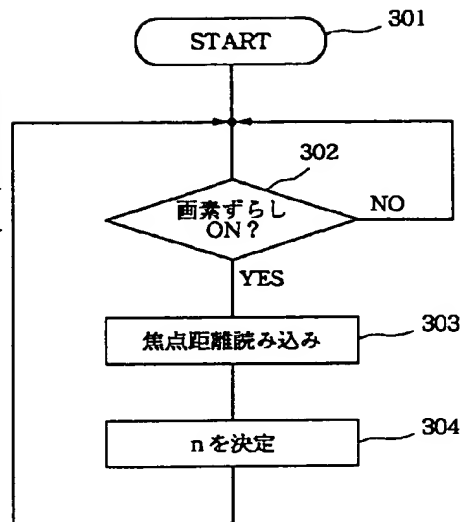 START
301
302
画素ずらし
ON？
NO
YES
焦点距離読み込み
303
nを決定
304